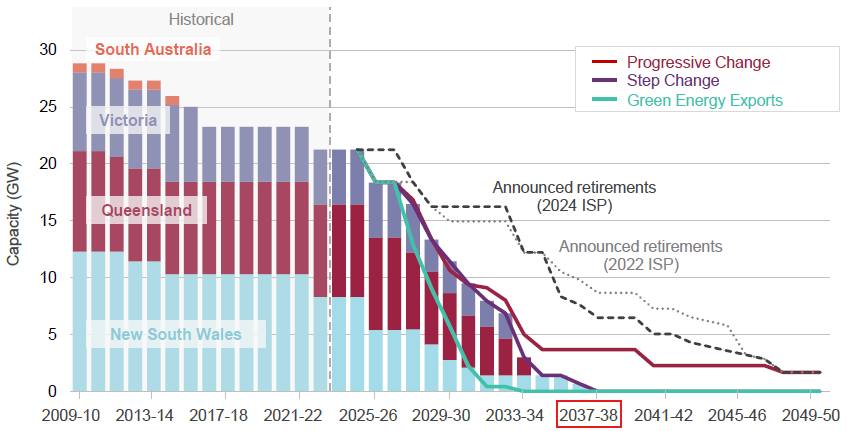 Historical
30
25
20
15
10
5
0
Capacity (GW)
South Australia
Victoria
Queensland
New South Wales
Progressive Change
Step Change
Green Energy Exports
Announced retirements
(2024 ISP)
Announced retirements
(2022 ISP)
2009-10 2013-14 2017-18 2021-22 2025-26 2029-30 2033-34 2037-38 2041-42 2045-46 2049-50